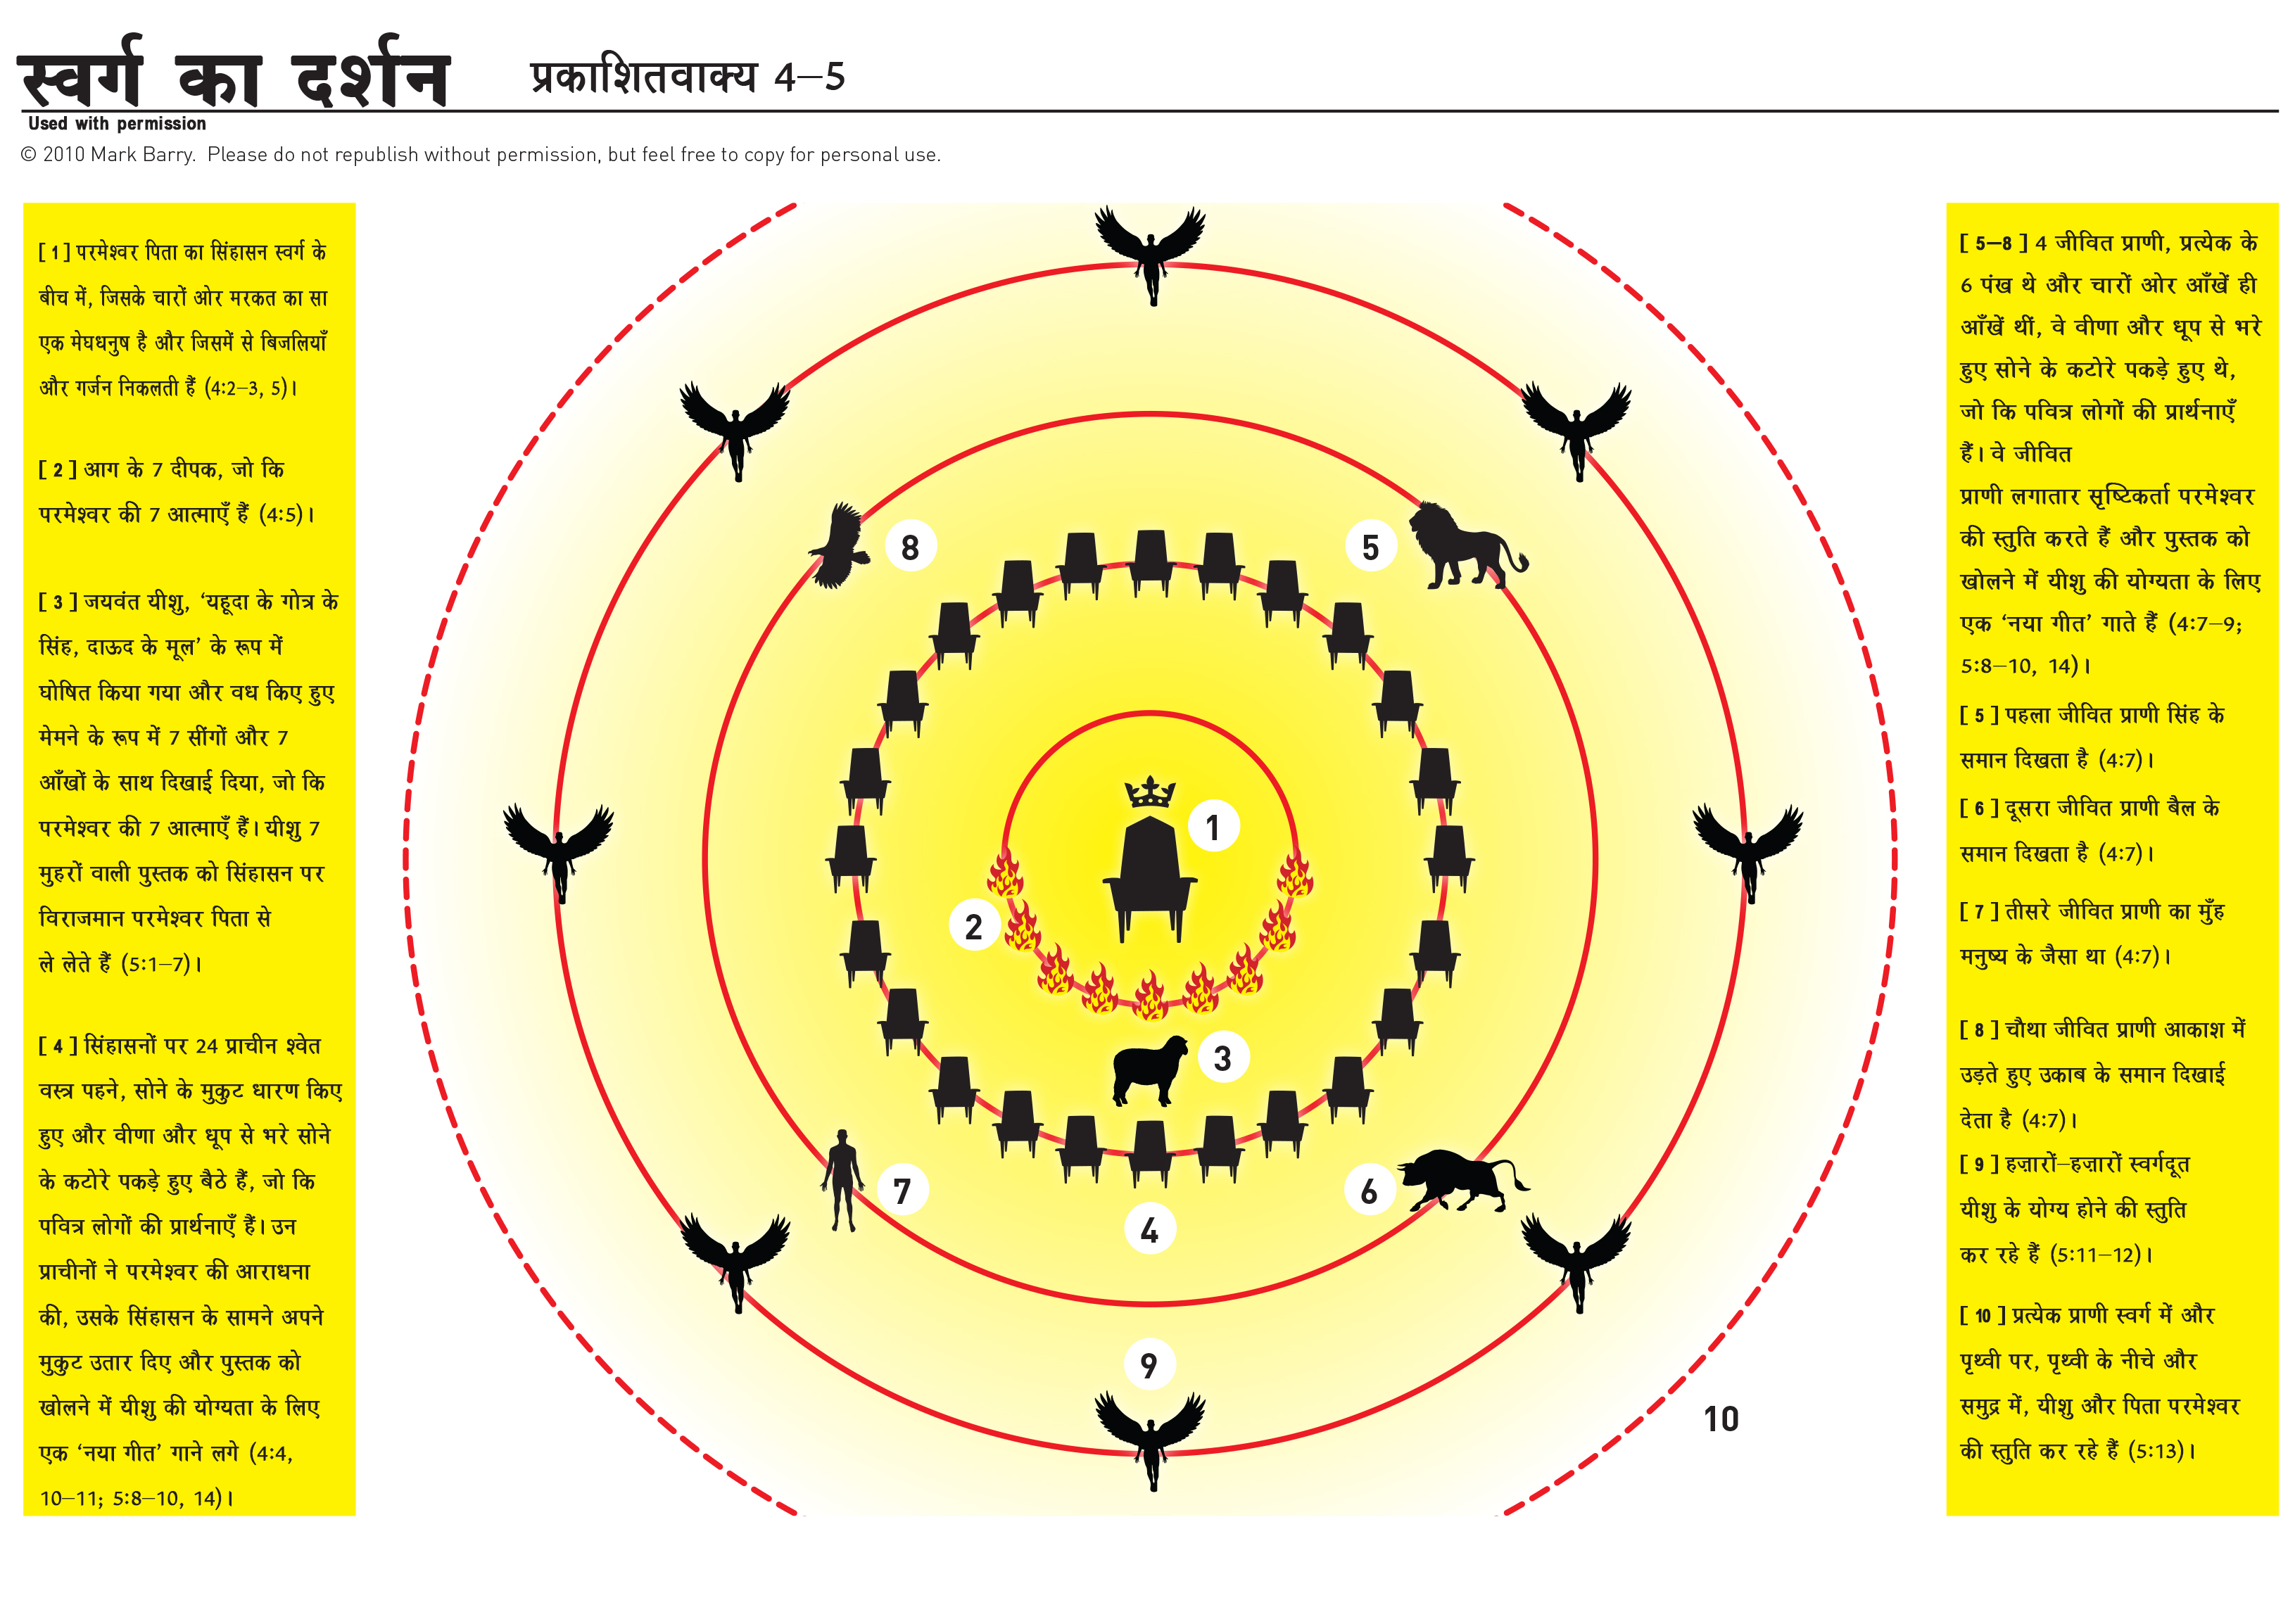 स्वर्ग का दर्शन प्रकाशितवाक्य 4–5
Used with permission
© 2010 Mark Barry. Please do not republish without permission, but feel free to copy for personal use.
[ 1 ] परमेश्वर पिता का सिंहासन स्वर्ग के
बीच में, जिसके चारों ओर मरकत का सा
एक मेघधनुष है और जिसमें से बिजलियाँ
और गर्जन निकलती हैं (4:2–3, 5)।
[ 2 ] आग के 7 दीपक, जो कि
परमेश्वर की 7 आत्माएँ हैं (4:5)।
[ 3 ] जयवंत यीशु, ‘यहूदा के गोत्र के
सिंह, दाऊद के मूल’ के रूप में
घोषित किया गया और वध किए हुए
मेमने के रूप में 7 सींगों और 7
आँखों के साथ दिखाई दिया, जो कि
परमेश्वर की 7 आत्माएँ हैं। यीशु 7
मुहरों वाली पुस्तक को सिंहासन पर
विराजमान परमेश्वर पिता से
ले लेते हैं (5:1–7)।
[ 4 ] सिंहासनों पर 24 प्राचीन श्वेत
वस्त्र पहने, सोने के मुकुट धारण किए
हुए और वीणा और धूप से भरे सोने
के कटोरे पकड़े हुए बैठे हैं, जो कि
पवित्र लोगों की प्रार्थनाएँ हैं। उन
प्राचीनों ने परमेश्वर की आराधना
की, उसके सिंहासन के सामने अपने
मुकुट उतार दिए और पुस्तक को
खोलने में यीशु की योग्यता के लिए
एक ‘नया गीत’ गाने लगे (4:4,
10–11; 5:8–10, 14)।
8
5
1
2
3
7
6
4
9
10
[ 5–8 ] 4 जीवित प्राणी, प्रत्येक के
6 पंख थे और चारों ओर आँखें ही
आँखें थीं, वे वीणा और धूप से भरे
हुए सोने के कटोरे पकड़े हुए थे,
जो कि पवित्र लोगों की प्रार्थनाएँ
हैं। वे जीवित
प्राणी लगातार सृष्टिकर्ता परमेश्वर
की स्तुति करते हैं और पुस्तक को
खोलने में यीशु की योग्यता के लिए
एक ‘नया गीत’ गाते हैं (4:7–9;
5:8–10, 14)।
[ 5 ] पहला जीवित प्राणी सिंह के
समान दिखता है (4:7)।
[ 6 ] दूसरा जीवित प्राणी बैल के
समान दिखता है (4:7)।
[ 7 ] तीसरे जीवित प्राणी का मुँह
मनुष्य के जैसा था (4:7)।
[ 8 ] चौथा जीवित प्राणी आकाश में
उड़ते हुए उकाब के समान दिखाई
देता है (4:7)।
[ 9 ] हज़ारों–हज़ारों स्वर्गदूत
यीशु के योग्य होने की स्तुति
कर रहे हैं (5:11–12)।
[ 10 ] प्रत्येक प्राणी स्वर्ग में और
पृथ्वी पर, पृथ्वी के नीचे और
समुद्र में, यीशु और पिता परमेश्वर
की स्तुति कर रहे हैं (5:13)।